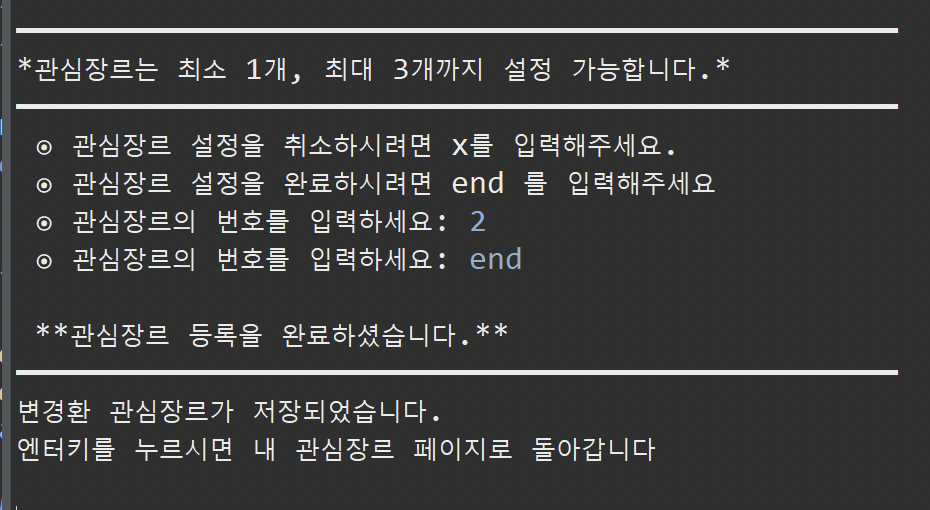 *관심장르는 최소 1개, 최대 3개까지 설정 가능합니다.*
⊙ 관심장르 설정을 취소하시려면 x를 입력해주세요.
⊙ 관심장르 설정을 완료하시려면 end 를 입력해주세요
⊙ 관심장르의 번호를 입력하세요: 2
⊙ 관심장르의 번호를 입력하세요: end
**관심장르 등록을 완료하셨습니다.**
변경환 관심장르가 저장되었습니다.
엔터키를 누르시면 내 관심장르 페이지로 돌아갑니다